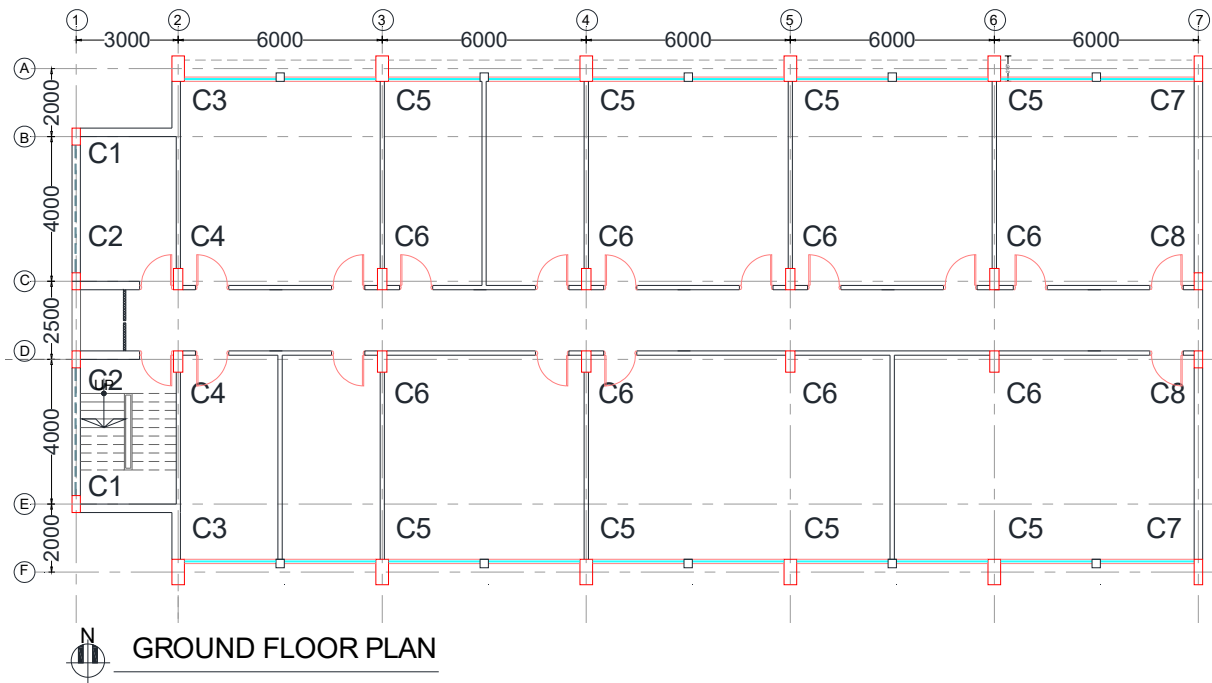 1 2 3 4 5 6 7
3000 6000 6000 6000 6000 6000
A
2000
C3 C5 C5 C5 C5 C7
B
C1
4000
C2 C4 C6 C6 C6 C6 C8
C
2500
D
C2 C4 C6 C6 C6 C6 C8
UP
4000
C1
E
2000
C3 C5 C5 C5 C5 C7
F
N
GROUND FLOOR PLAN